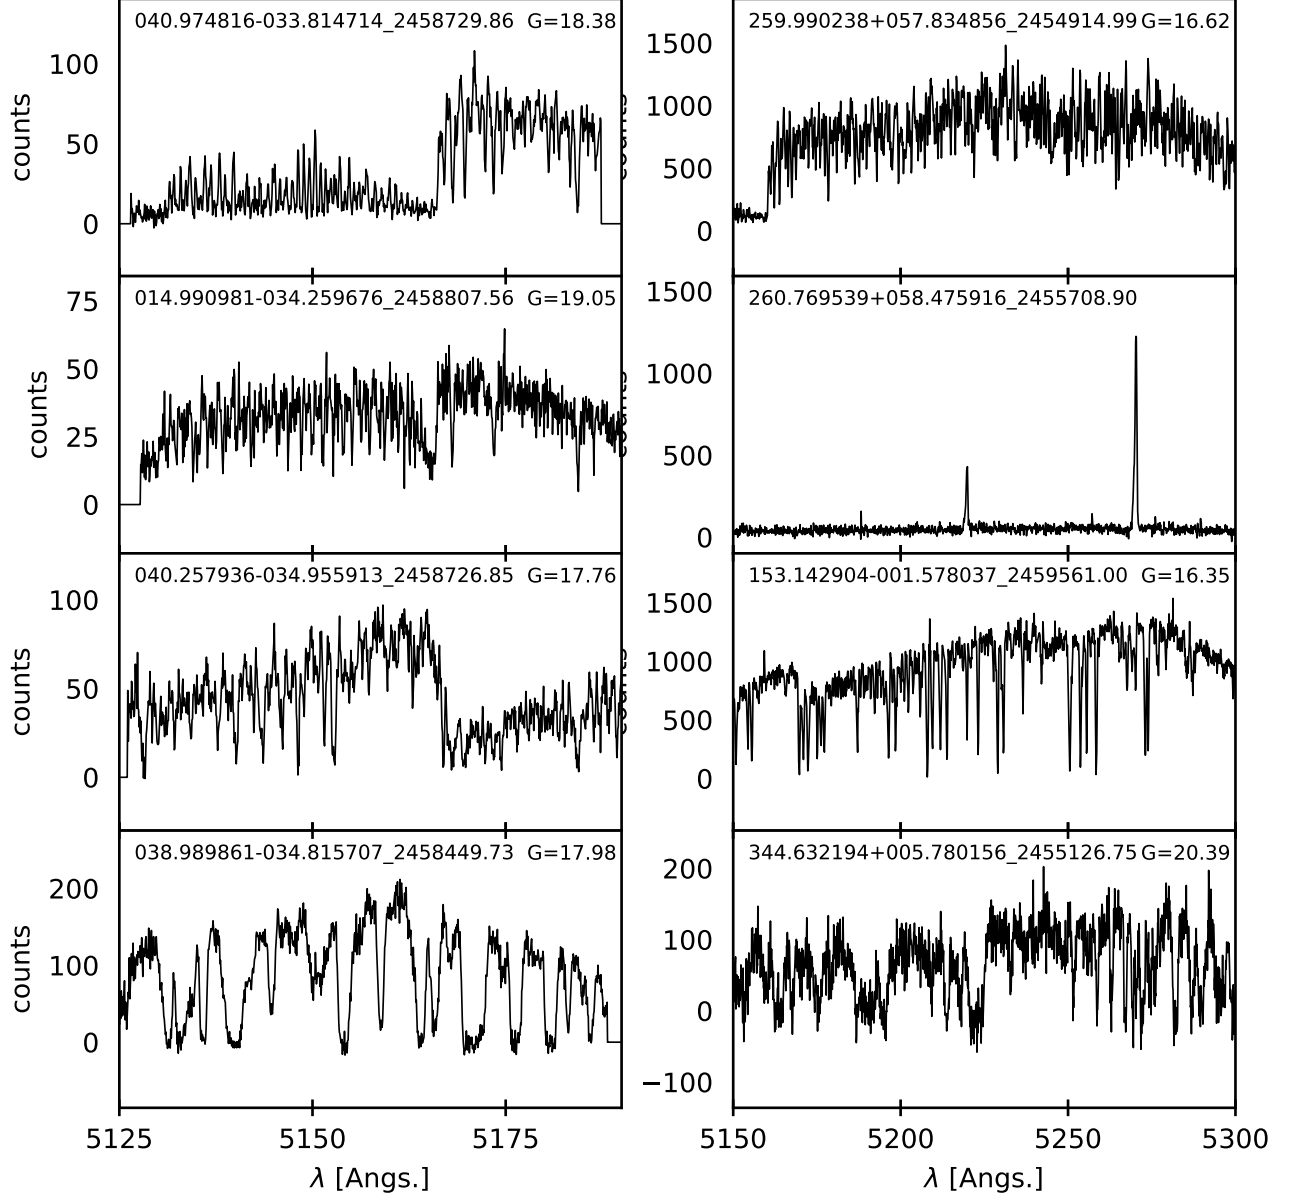 040.974816-033.814714_2458729.86 G=18.38
100
50
0
counts
259.990238+057.834856_2454914.99 G=16.62
1500
1000
500
0
counts
014.990981-034.259676_2458807.56 G=19.05
75
50
25
0
counts
260.769539+058.475916_2455708.90
1500
1000
500
0
counts
040.257936-034.955913_2458726.85 G=17.76
100
50
0
counts
153.142904-001.578037_2459561.00 G=16.35
1500
1000
500
0
counts
038.989861-034.815707_2458449.73 G=17.98
200
100
0
counts
5125 5150 5175
λ [Angs.]
344.632194+005.780156_2455126.75 G=20.39
200
100
0
−100
5150 5200 5250 5300
λ [Angs.]